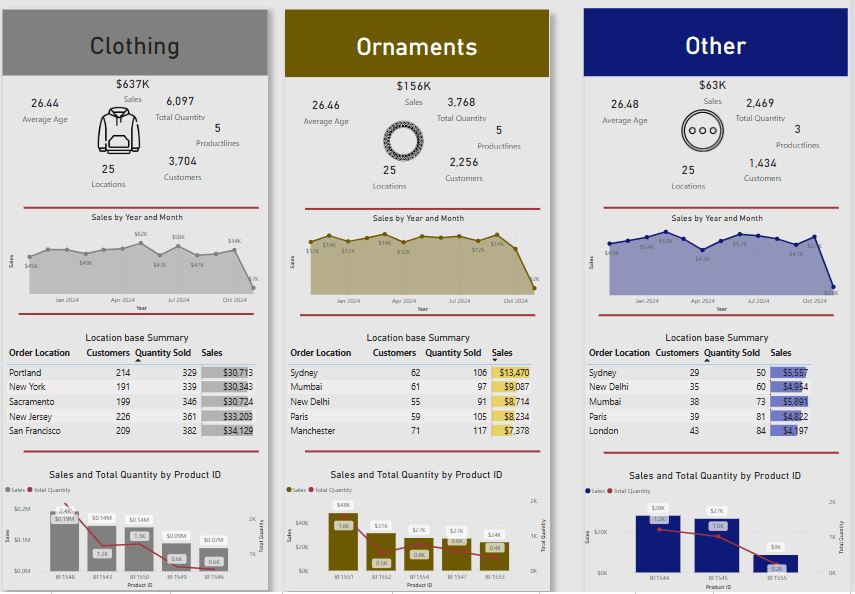 Clothing
$637K
Sales
26.44
Average Age
6,097
Total Quantity
5
Productlines
3,704
Customers
25
Locations
Sales by Year and Month
$62K
$58K
$54K
$45K
$49K
$47K
$47K
$7K
Sales
Jan 2024 Apr 2024 Jul 2024 Oct 2024
Year
Location base Summary
Order Location Customers Quantity Sold Sales
Portland 214 329 $30,713
New York 191 339 $30,343
Sacramento 199 346 $30,724
New Jersey 226 361 $33,203
San Francisco 209 382 $34,129
Sales and Total Quantity by Product ID
Sales Total Quantity
$0.2M
$0.1M
$0.0M
2.4K
$0.19M
$0.14M
$0.14M
$0.09M
$0.07M
1.2K
1.3K
0.6K
0.6K
2K
1K
Sales
Total Quantity
BF1548 BF1543 BF1550 BF1549 BF1546
Product ID
Ornaments
$156K
Sales
26.46
Average Age
3,768
Total Quantity
5
Productlines
2,256
Customers
25
Locations
Sales by Year and Month
$12K
$14K
$12K
$14K
$12K
$14K
$2K
Sales
Jan 2024 Apr 2024 Jul 2024 Oct 2024
Year
Location base Summary
Order Location Customers Quantity Sold Sales
Sydney 62 106 $13,470
Mumbai 61 97 $9,087
New Delhi 55 91 $8,714
Paris 59 105 $8,234
Manchester 71 117 $7,378
Sales and Total Quantity by Product ID
Sales Total Quantity
$40K
$20K
$0K
$48K
$31K
$27K
$27K
$24K
1.6K
0.5K
0.8K
0.6K
0.4K
2K
1K
0K
Sales
Total Quantity
BF1551 BF1552 BF1554 BF1547 BF1553
Product ID
Other
$63K
Sales
26.48
Average Age
2,469
Total Quantity
3
Productlines
1,434
Customers
25
Locations
Sales by Year and Month
$4.8K
$5.4K
$4.2K
$5.7K
$4.7K
Sales
Jan 2024 Apr 2024 Jul 2024 Oct 2024
Year
Location base Summary
Order Location Customers Quantity Sold Sales
Sydney 29 50 $5,557
New Delhi 35 60 $4,954
Mumbai 38 73 $5,891
Paris 39 81 $4,822
London 43 84 $4,197
Sales and Total Quantity by Product ID
Sales Total Quantity
$20K
$0K
$28K
$27K
$9K
1.2K
1.0K
0.2K
2K
1K
0K
Sales
Total Quantity
BF1544 BF1545 BF1555
Product ID